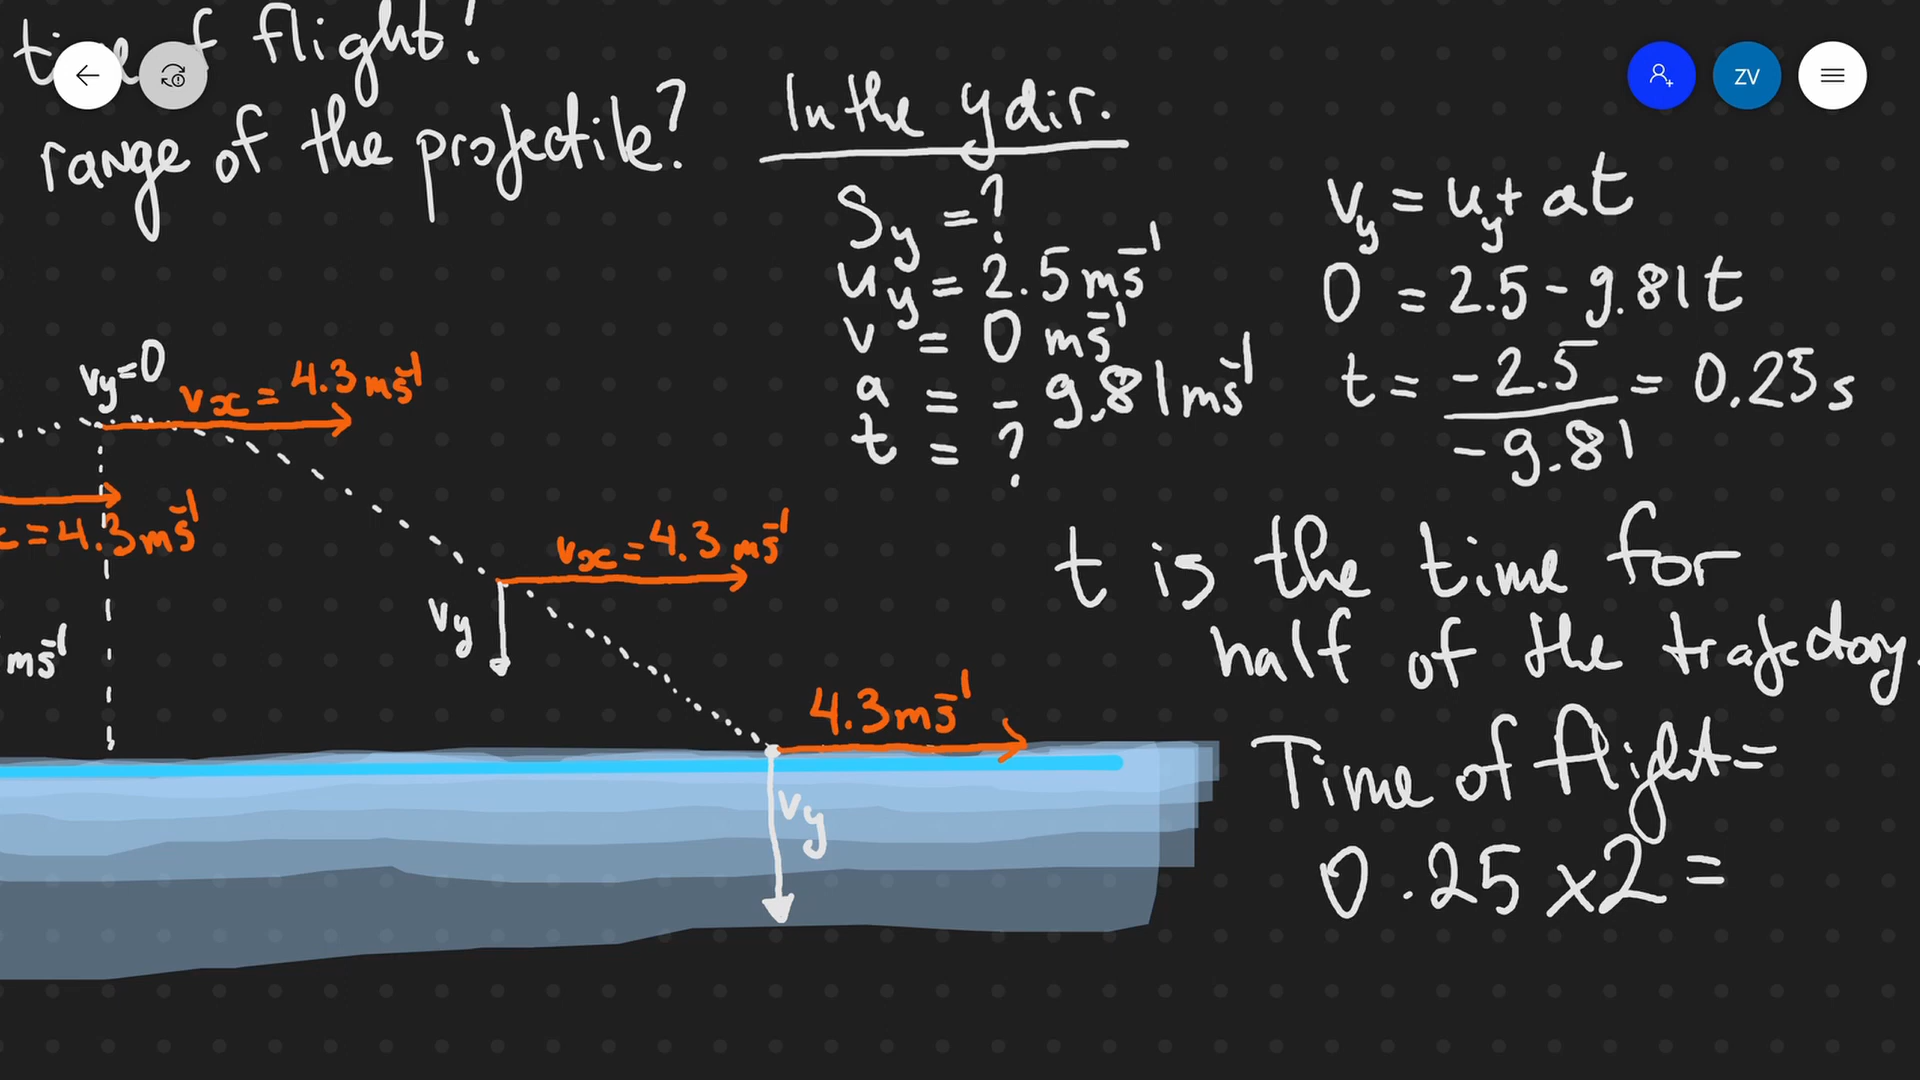 time of flight?
range of the projectile?
In the y dir.
Sy = ?
uy = 2.5 ms⁻¹
v = 0 ms⁻¹
a = - 9.81 ms⁻¹
t = ?
vy = uy + at
0 = 2.5 - 9.81 t
t = -2.5 / -9.81 = 0.25 s
t is the time for
half of the trajectory.
Time of flight =
0.25 x 2 =
vy = 0
vx = 4.3 ms⁻¹
= 4.3 ms⁻¹
vx = 4.3 ms⁻¹
vy
ms⁻¹
4.3 ms⁻¹
vy
ZV